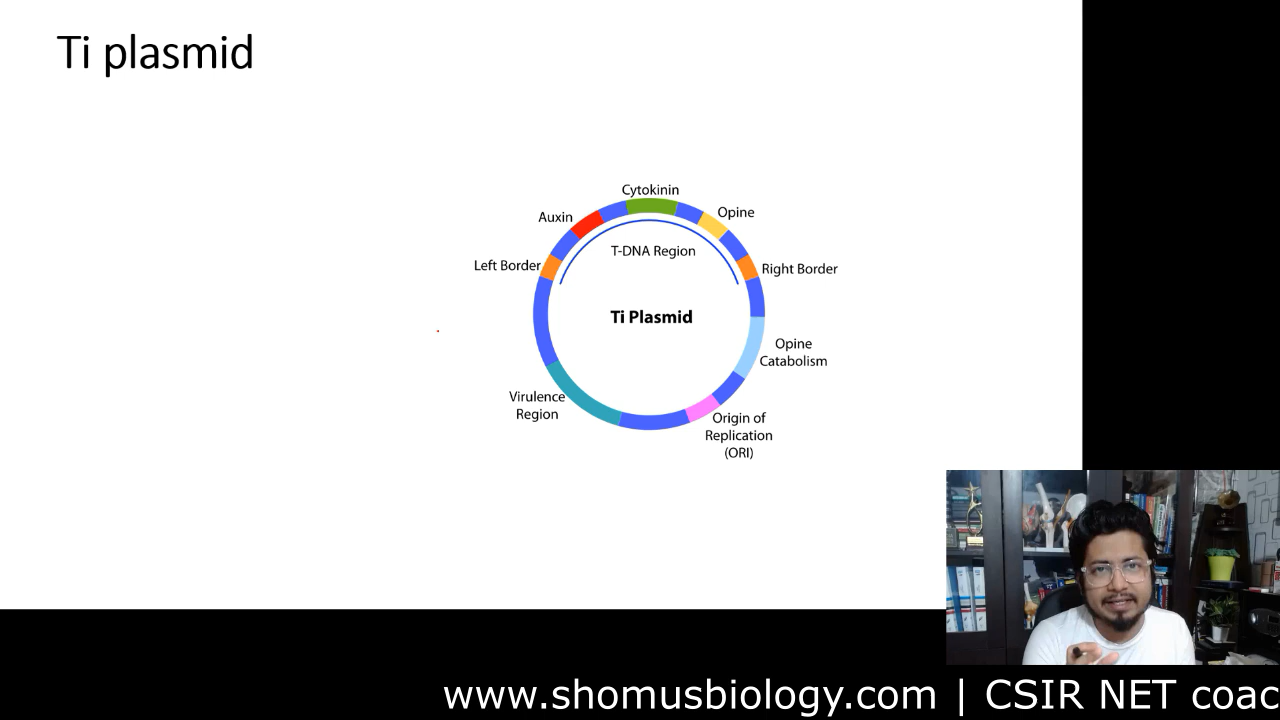 Ti plasmid
Cytokinin
Auxin
Opine
T-DNA Region
Left Border
Right Border
Ti Plasmid
Opine
Catabolism
Virulence
Region
Origin of
Replication
(ORI)
www.shomusbiology.com | CSIR NET coac